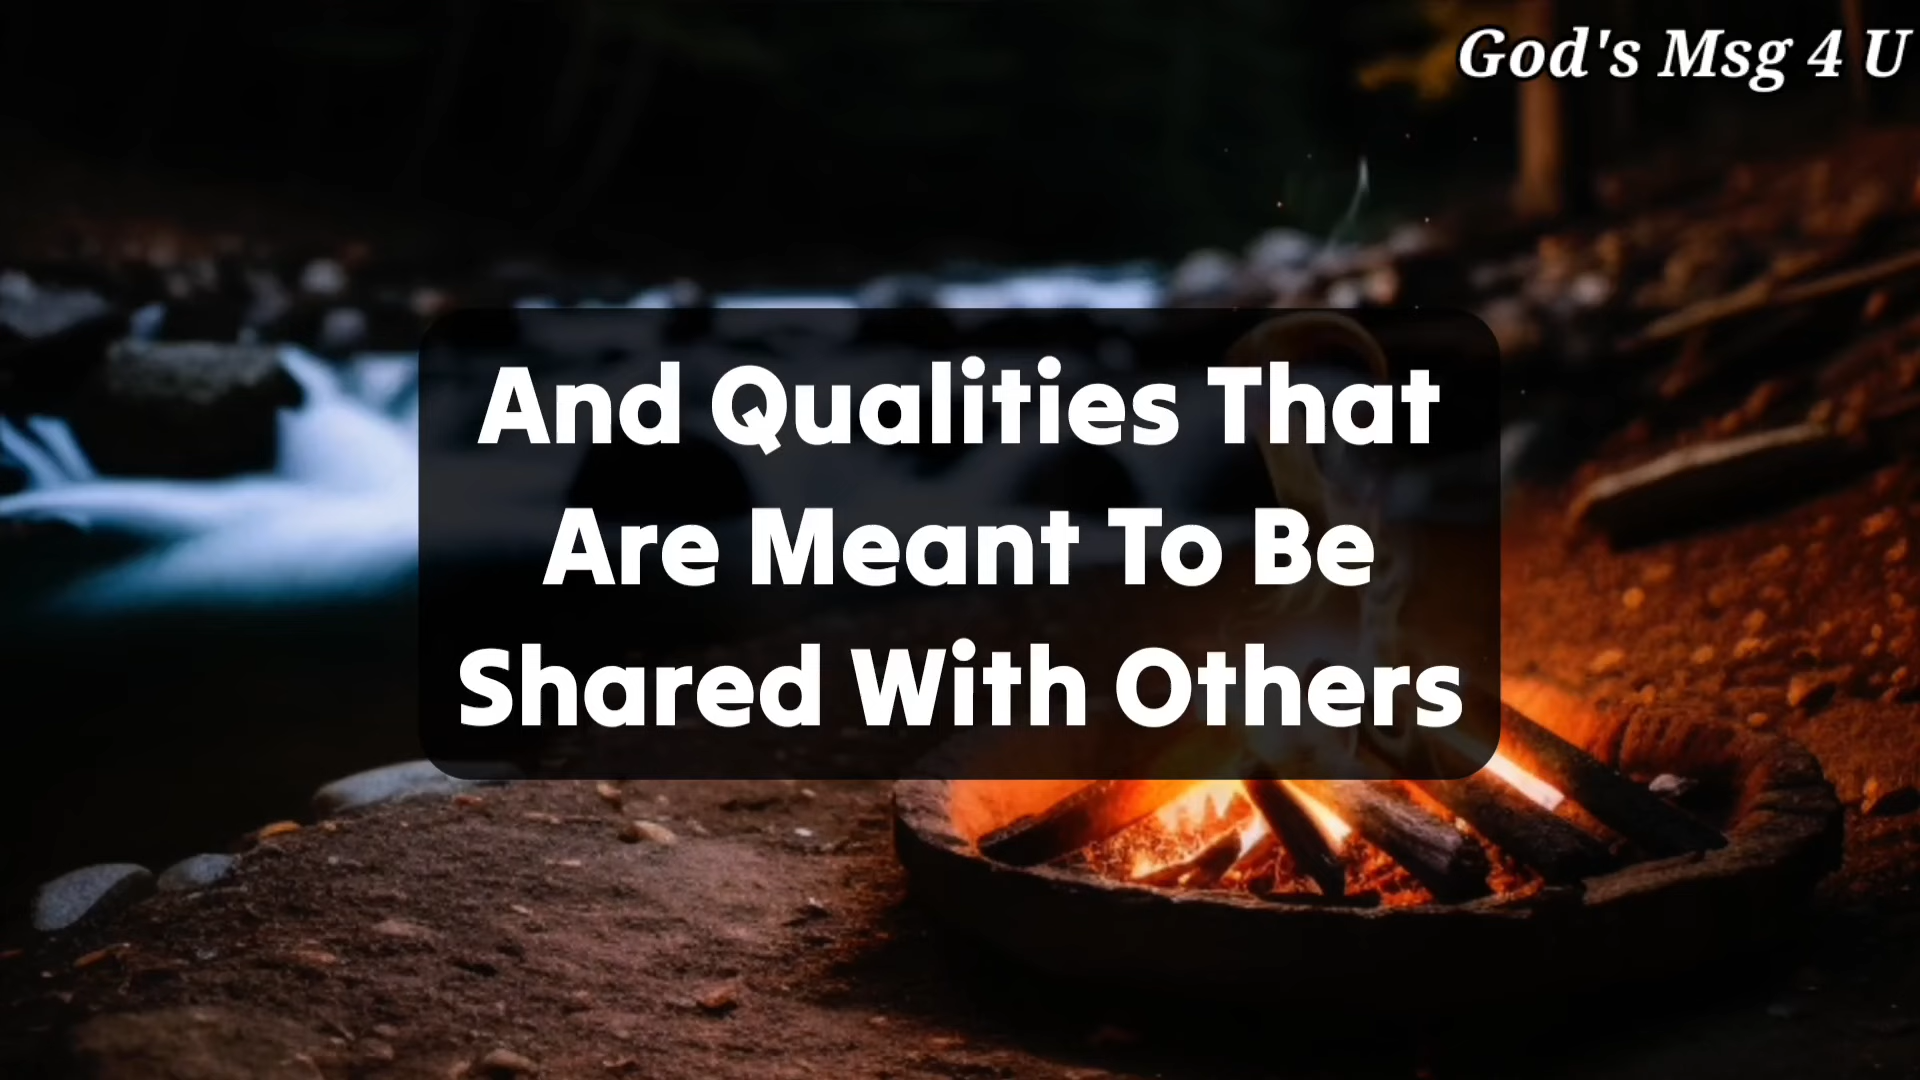 God's Msg 4 U
And Qualities That
Are Meant To Be
Shared With Others